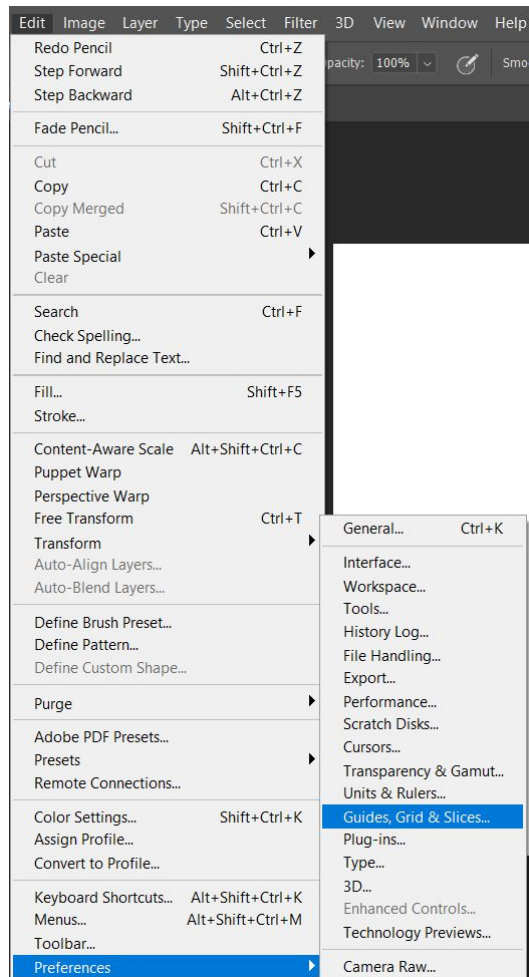 Edit Image Layer Type Select Filter 3D View Window Help
Redo Pencil Ctrl+Z
Step Forward Shift+Ctrl+Z
Step Backward Alt+Ctrl+Z
100% Smo
Fade Pencil... Shift+Ctrl+F
Cut Ctrl+X
Copy Ctrl+C
Copy Merged Shift+Ctrl+C
Paste Ctrl+V
Paste Special
Clear
Search Ctrl+F
Check Spelling...
Find and Replace Text...
Fill... Shift+F5
Stroke...
Content-Aware Scale Alt+Shift+Ctrl+C
Puppet Warp
Perspective Warp
Free Transform Ctrl+T
Transform
Auto-Align Layers...
Auto-Blend Layers...
Define Brush Preset...
Define Pattern...
Define Custom Shape...
Purge
Adobe PDF Presets...
Presets
Remote Connections...
Color Settings... Shift+Ctrl+K
Assign Profile...
Convert to Profile...
Keyboard Shortcuts... Alt+Shift+Ctrl+K
Menus... Alt+Shift+Ctrl+M
Toolbar...
Preferences
General... Ctrl+K
Interface...
Workspace...
Tools...
History Log...
File Handling...
Export...
Performance...
Scratch Disks...
Cursors...
Transparency & Gamut...
Units & Rulers...
Guides, Grid & Slices...
Plug-ins...
Type...
3D...
Enhanced Controls...
Technology Previews...
Camera Raw...